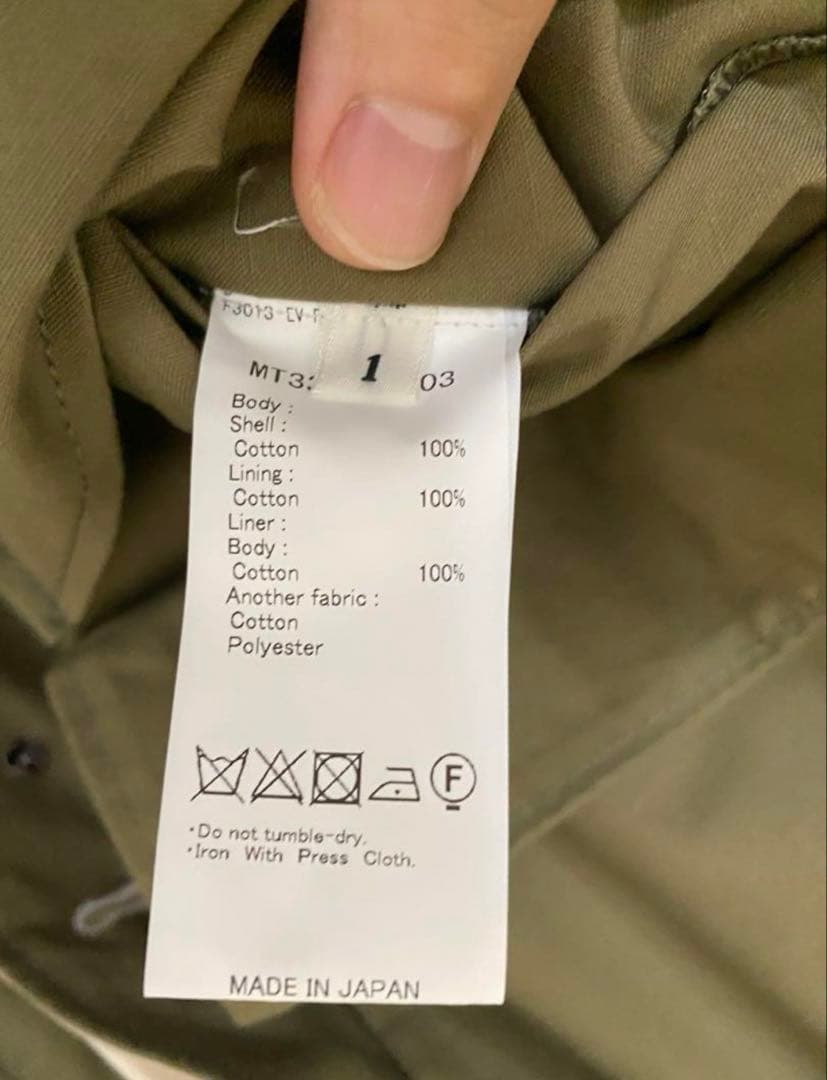 1
MT3 03
Body :
Shell :
Cotton 100%
Lining :
Cotton 100%
Liner :
Body :
Cotton 100%
Another fabric :
Cotton
Polyester
F
·Do not tumble-dry.
·Iron With Press Cloth.
MADE IN JAPAN